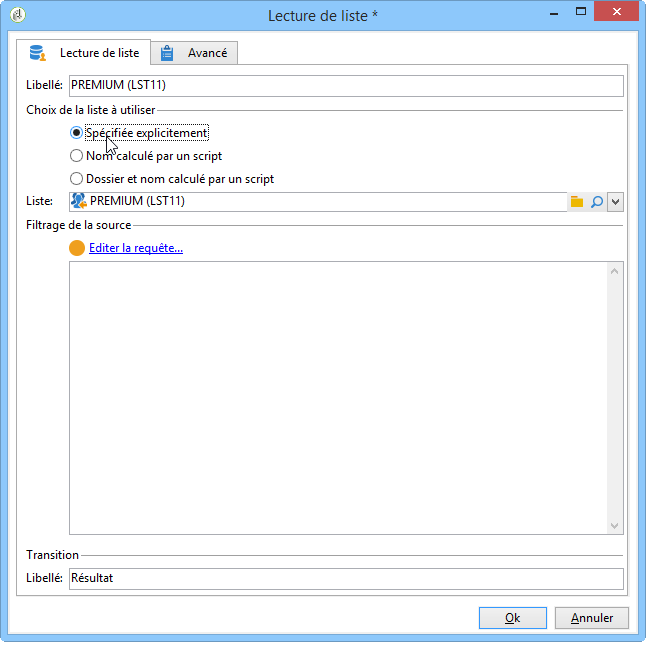 Lecture de liste *
Lecture de liste
Avancé
Libellé: PREMIUM (LST11)
Choix de la liste à utiliser
Spécifiée explicitement
Nom calculé par un script
Dossier et nom calculé par un script
Liste: PREMIUM (LST11)
Filtrage de la source
Editer la requête...
Transition
Libellé: Résultat
Ok Annuler